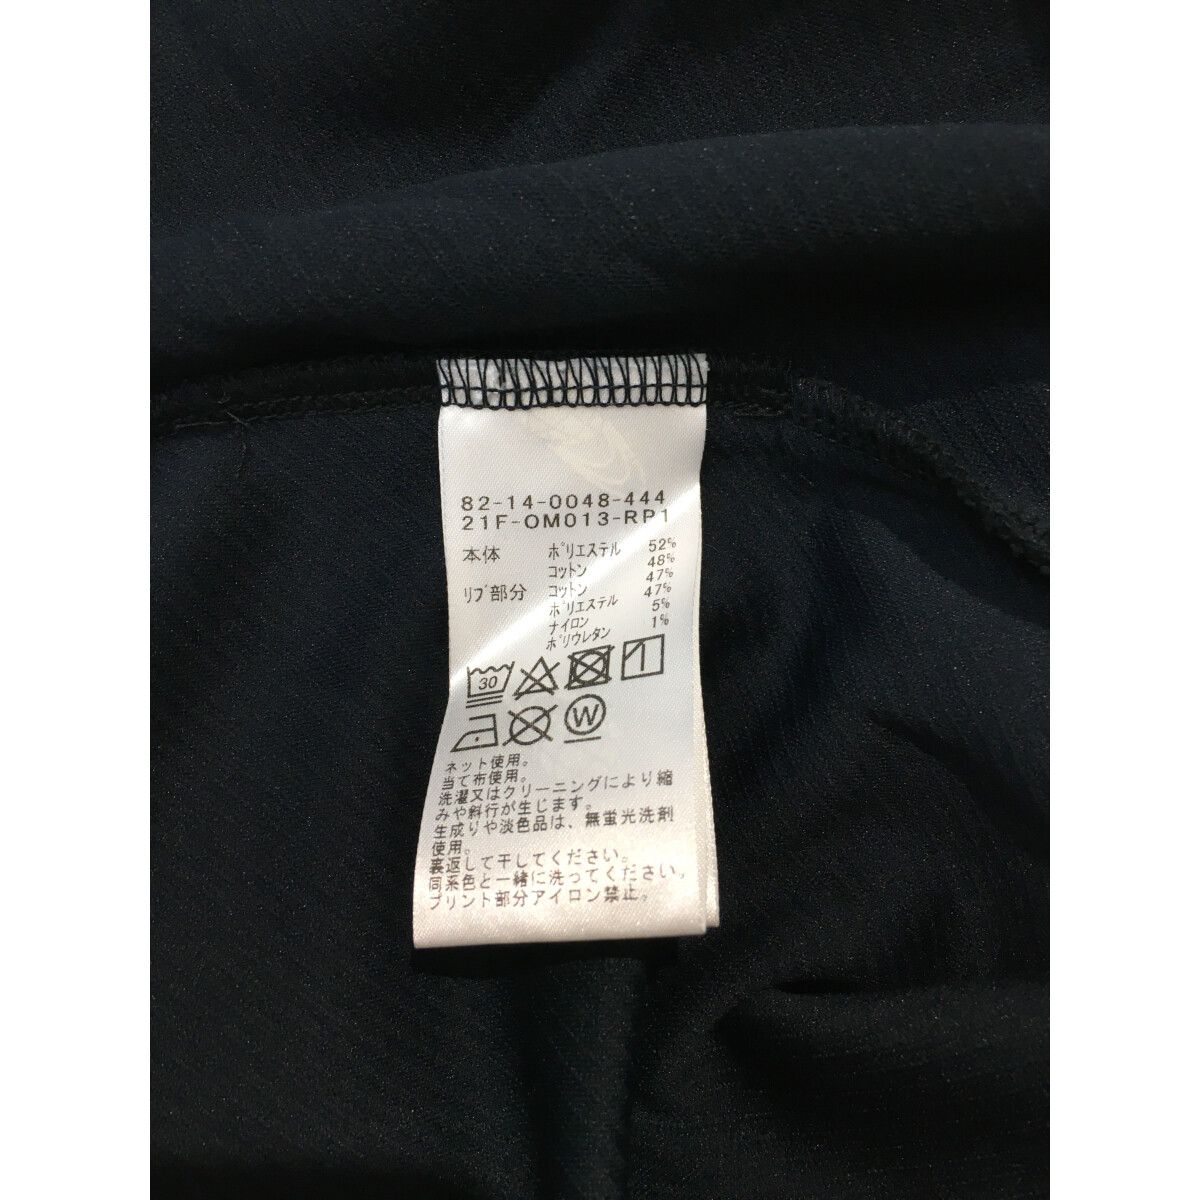 82-14-0048-444
21F-OM013-RP1
本体 ポリエステル 52%
コットン 48%
リブ部分 コットン 47%
ポリエステル 47%
ナイロン 5%
ポリウレタン 1%
30
W
ネット使用。
当て布使用。
洗濯又はクリーニングにより縮
みや斜行が生じます。
生成りや淡色品は、無蛍光洗剤
使用。
裏返して干してください。
同系色と一緒に洗ってください。
プリント部分アイロン禁止。